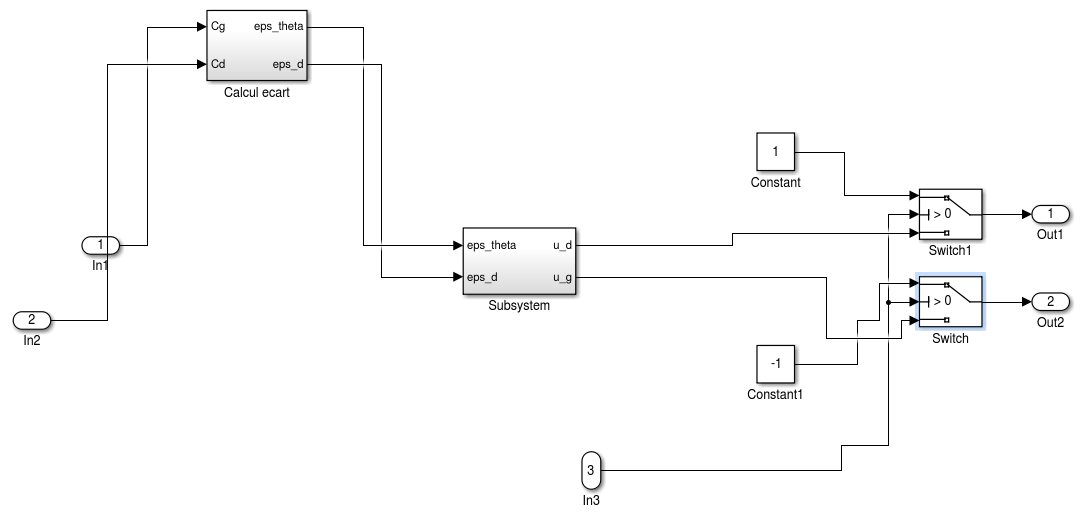 Cg eps_theta
Cd eps_d
Calcul ecart
1
Constant
1
In1
2
In2
eps_theta u_d
eps_d u_g
Subsystem
> 0
Switch1
1
Out1
> 0
Switch
2
Out2
-1
Constant1
3
In3